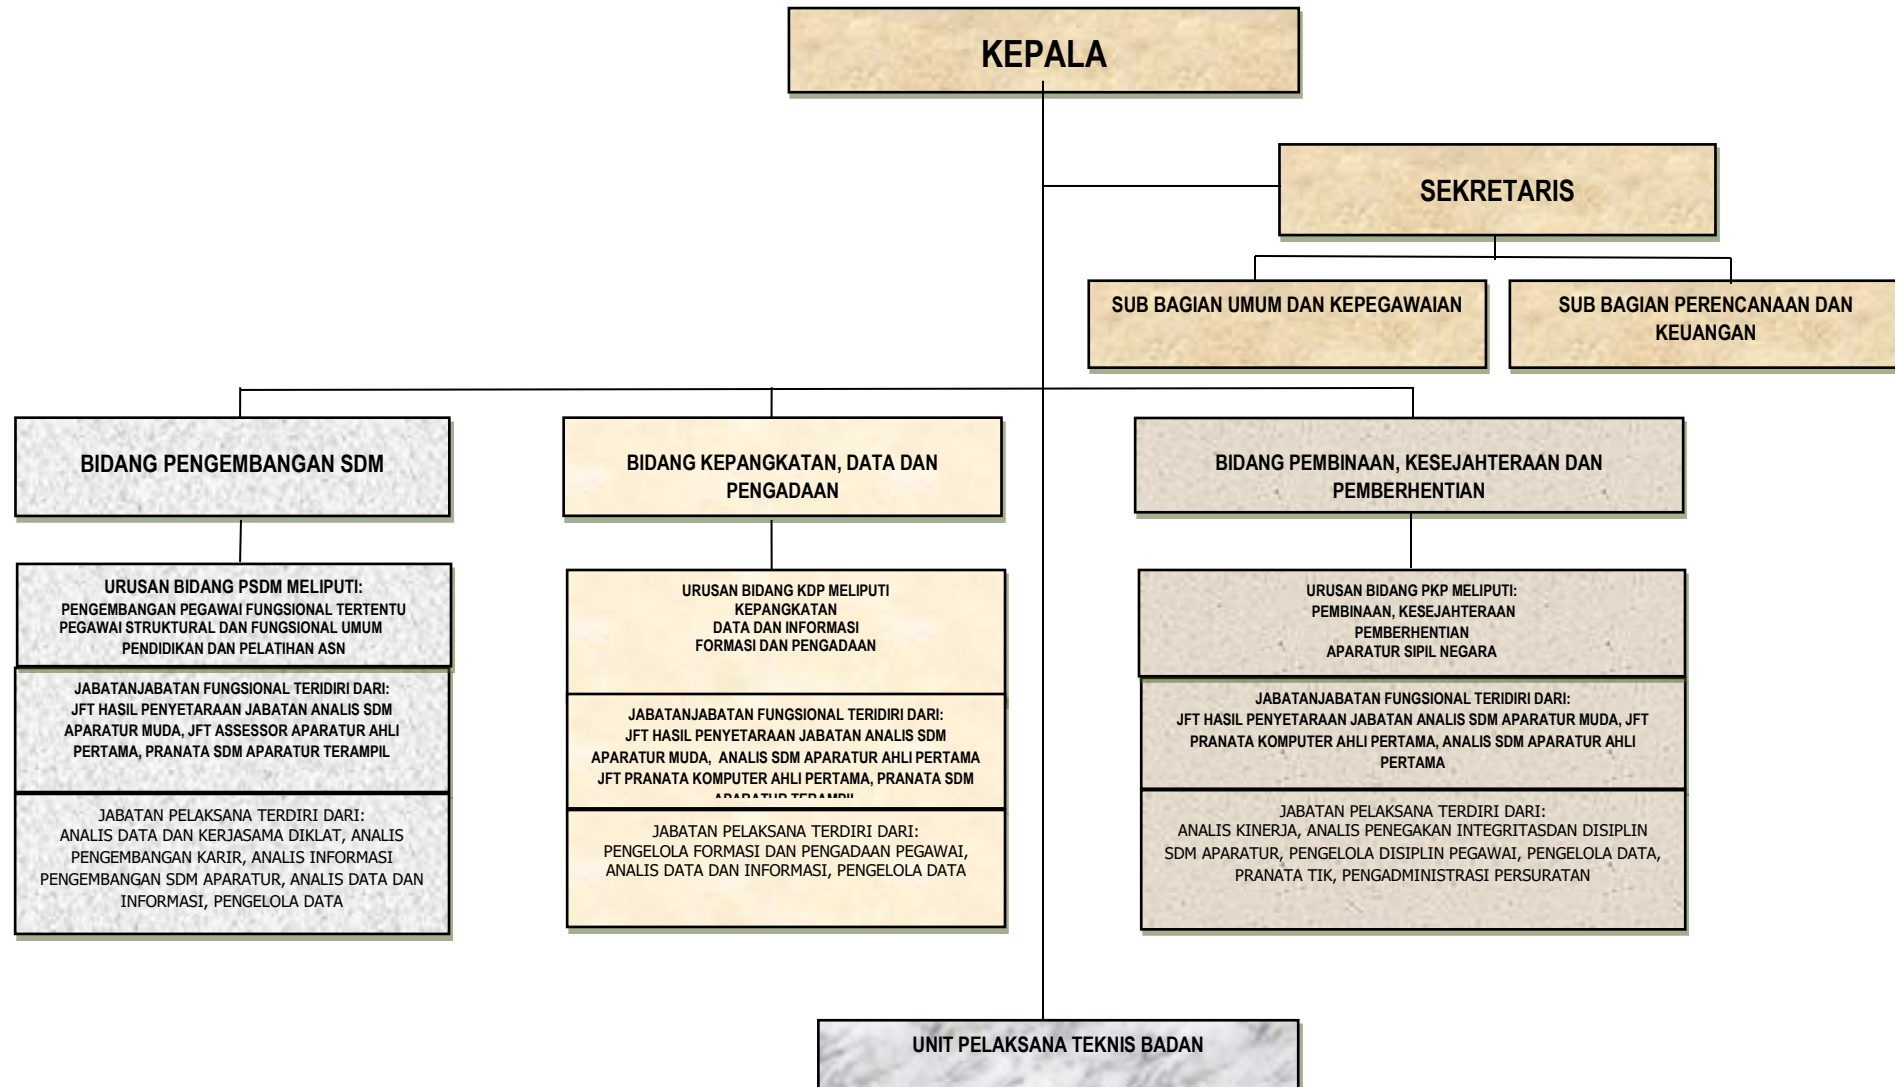 KEPALA
SEKRETARIS
SUB BAGIAN UMUM DAN KEPEGAWAIAN
SUB BAGIAN PERENCANAAN DAN
KEUANGAN
BIDANG PENGEMBANGAN SDM
BIDANG KEPANGKATAN, DATA DAN
PENGADAAN
BIDANG PEMBINAAN, KESEJAHTERAAN DAN
PEMBERHENTIAN
URUSAN BIDANG PSDM MELIPUTI:
PENGEMBANGAN PEGAWAI FUNGSIONAL TERTENTU
PEGAWAI STRUKTURAL DAN FUNGSIONAL UMUM
PENDIDIKAN DAN PELATIHAN ASN
JABATANJABATAN FUNGSIONAL TERIDIRI DARI:
JFT HASIL PENYETARAAN JABATAN ANALIS SDM
APARATUR MUDA, JFT ASSESSOR APARATUR AHLI
PERTAMA, PRANATA SDM APARATUR TERAMPIL
JABATAN PELAKSANA TERDIRI DARI:
ANALIS DATA DAN KERJASAMA DIKLAT, ANALIS
PENGEMBANGAN KARIR, ANALIS INFORMASI
PENGEMBANGAN SDM APARATUR, ANALIS DATA DAN
INFORMASI, PENGELOLA DATA
URUSAN BIDANG KDP MELIPUTI
KEPANGKATAN
DATA DAN INFORMASI
FORMASI DAN PENGADAAN
JABATANJABATAN FUNGSIONAL TERIDIRI DARI:
JFT HASIL PENYETARAAN JABATAN ANALIS SDM
APARATUR MUDA, ANALIS SDM APARATUR AHLI PERTAMA
JFT PRANATA KOMPUTER AHLI PERTAMA, PRANATA SDM
APARATUR TERAMPIL
JABATAN PELAKSANA TERDIRI DARI:
PENGELOLA FORMASI DAN PENGADAAN PEGAWAI,
ANALIS DATA DAN INFORMASI, PENGELOLA DATA
URUSAN BIDANG PKP MELIPUTI:
PEMBINAAN, KESEJAHTERAAN
PEMBERHENTIAN
APARATUR SIPIL NEGARA
JABATANJABATAN FUNGSIONAL TERIDIRI DARI:
JFT HASIL PENYETARAAN JABATAN ANALIS SDM APARATUR MUDA, JFT
PRANATA KOMPUTER AHLI PERTAMA, ANALIS SDM APARATUR AHLI
PERTAMA
JABATAN PELAKSANA TERDIRI DARI:
ANALIS KINERJA, ANALIS PENEGAKAN INTEGRITASDAN DISIPLIN
SDM APARATUR, PENGELOLA DISIPLIN PEGAWAI, PENGELOLA DATA,
PRANATA TIK, PENGADMINISTRASI PERSURATAN
UNIT PELAKSANA TEKNIS BADAN